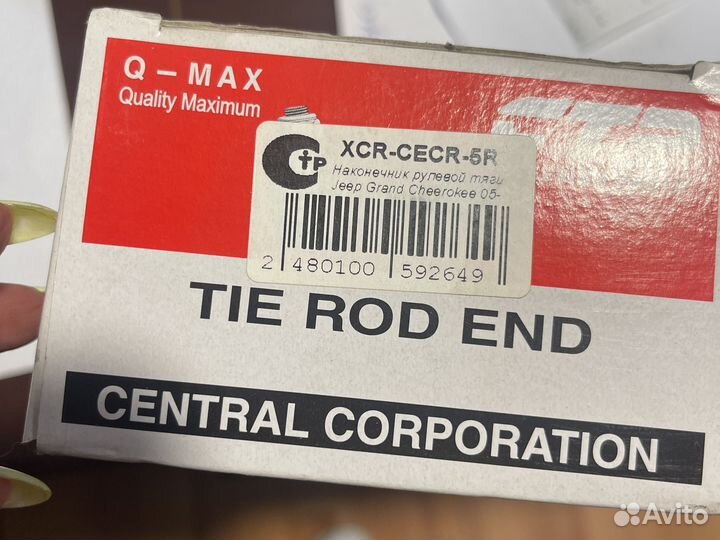 Q – MAX
Quality Maximum
СТР
XCR-CECR-5R
Наконечник рулевой тяги
Jeep Grand Cheerokee 05-
2 480100 592649
TIE ROD END
CENTRAL CORPORATION
Avito